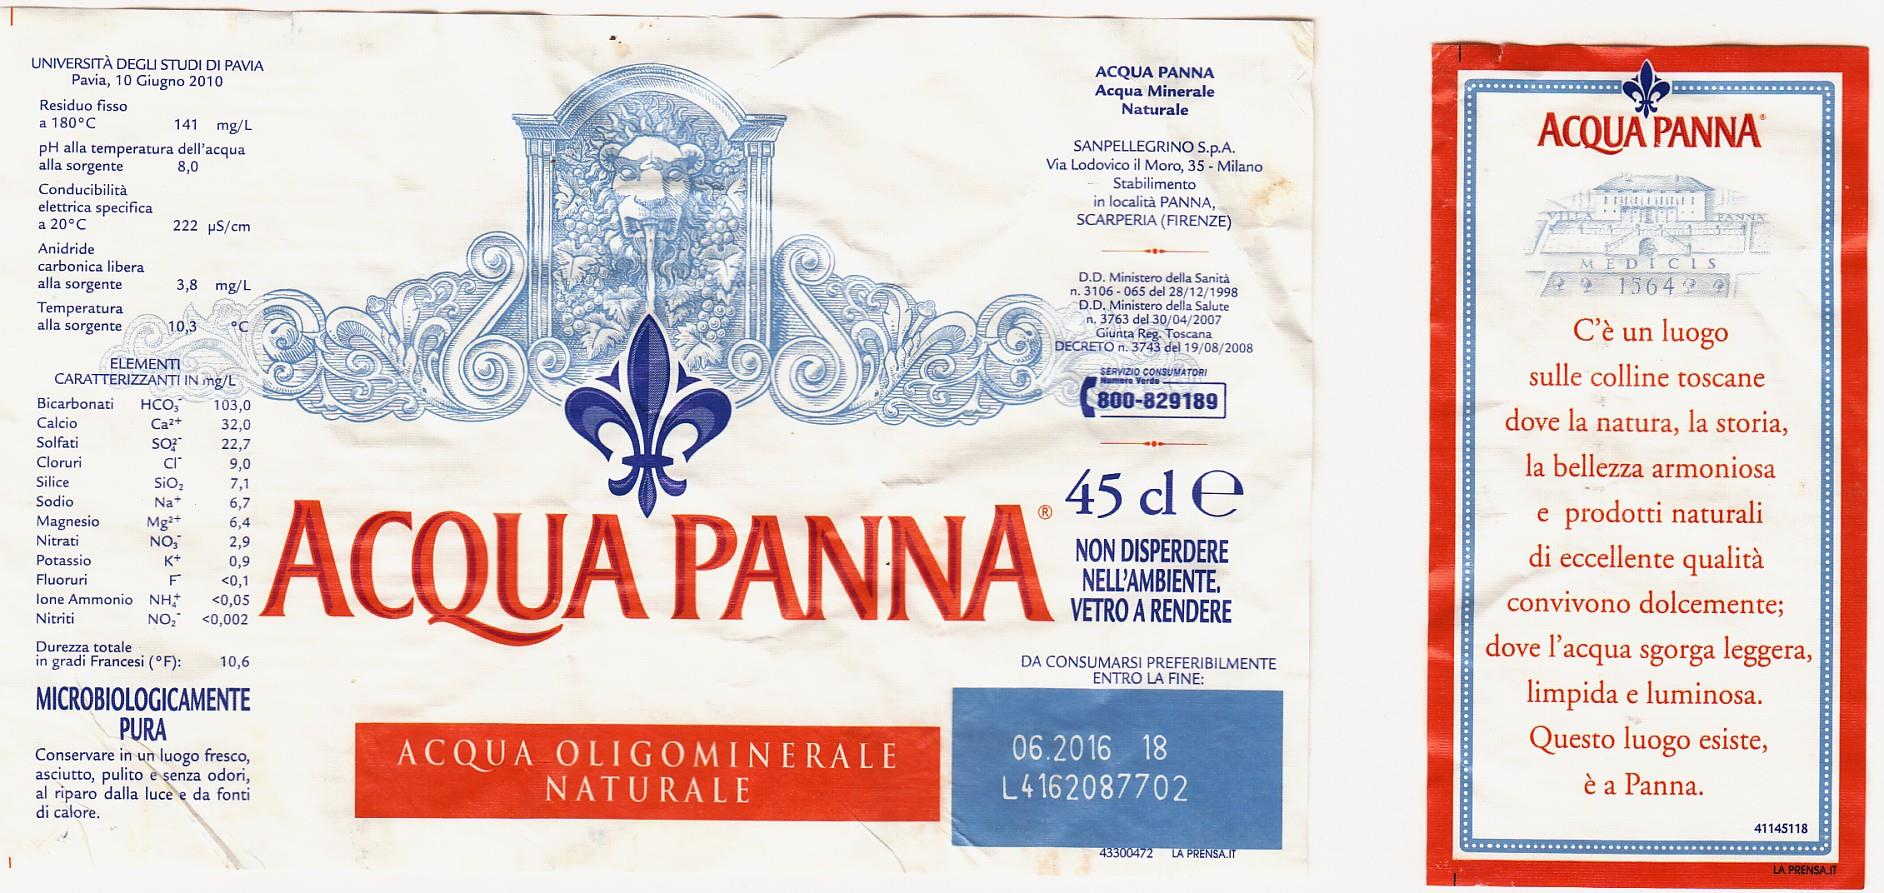 UNIVERSITÀ DEGLI STUDI DI PAVIA
Pavia, 10 Giugno 2010
Residuo fisso
a 180°C 141 mg/L
pH alla temperatura dell'acqua
alla sorgente 8,0
Conducibilità
elettrica specifica
a 20°C 222 µS/cm
Anidride
carbonica libera
alla sorgente 3,8 mg/L
Temperatura
alla sorgente 10,3 °C
ELEMENTI
CARATTERIZZANTI IN mg/L
Bicarbonati HCO₃⁻ 103,0
Calcio Ca²⁺ 32,0
Solfati SO₄²⁻ 22,7
Cloruri Cl⁻ 9,0
Silice SiO₂ 7,1
Sodio Na⁺ 6,7
Magnesio Mg²⁺ 6,4
Nitrati NO₃⁻ 2,9
Potassio K⁺ 0,9
Fluoruri F⁻ <0,1
Ione Ammonio NH₄⁺ <0,05
Nitriti NO₂⁻ <0,002
Durezza totale
in gradi Francesi (°F): 10,6
MICROBIOLOGICAMENTE
PURA
Conservare in un luogo fresco,
asciutto, pulito e senza odori,
al riparo dalla luce e da fonti
di calore.
ACQUA PANNA®
ACQUA OLIGOMINERALE
NATURALE
ACQUA PANNA
Acqua Minerale
Naturale
SANPELLEGRINO S.p.A.
Via Lodovico il Moro, 35 - Milano
Stabilimento
in località PANNA,
SCARPERIA (FIRENZE)
D.D. Ministero della Sanità
n. 3106 - 065 del 28/12/1998
D.D. Ministero della Salute
n. 3763 del 30/04/2007
Giunta Reg. Toscana
DECRETO n. 3743 del 19/08/2008
SERVIZIO CONSUMATORI
Numero Verde
800-829189
45 cl ℮
NON DISPERDERE
NELL'AMBIENTE.
VETRO A RENDERE
DA CONSUMARSI PREFERIBILMENTE
ENTRO LA FINE:
06.2016 18
L4162087702
43300472 LA PRENSA.IT
ACQUA PANNA®
VILLA PANNA
MEDICIS
1564
C'è un luogo
sulle colline toscane
dove la natura, la storia,
la bellezza armoniosa
e prodotti naturali
di eccellente qualità
convivono dolcemente;
dove l'acqua sgorga leggera,
limpida e luminosa.
Questo luogo esiste,
è a Panna.
41145118
LA PRENSA.IT